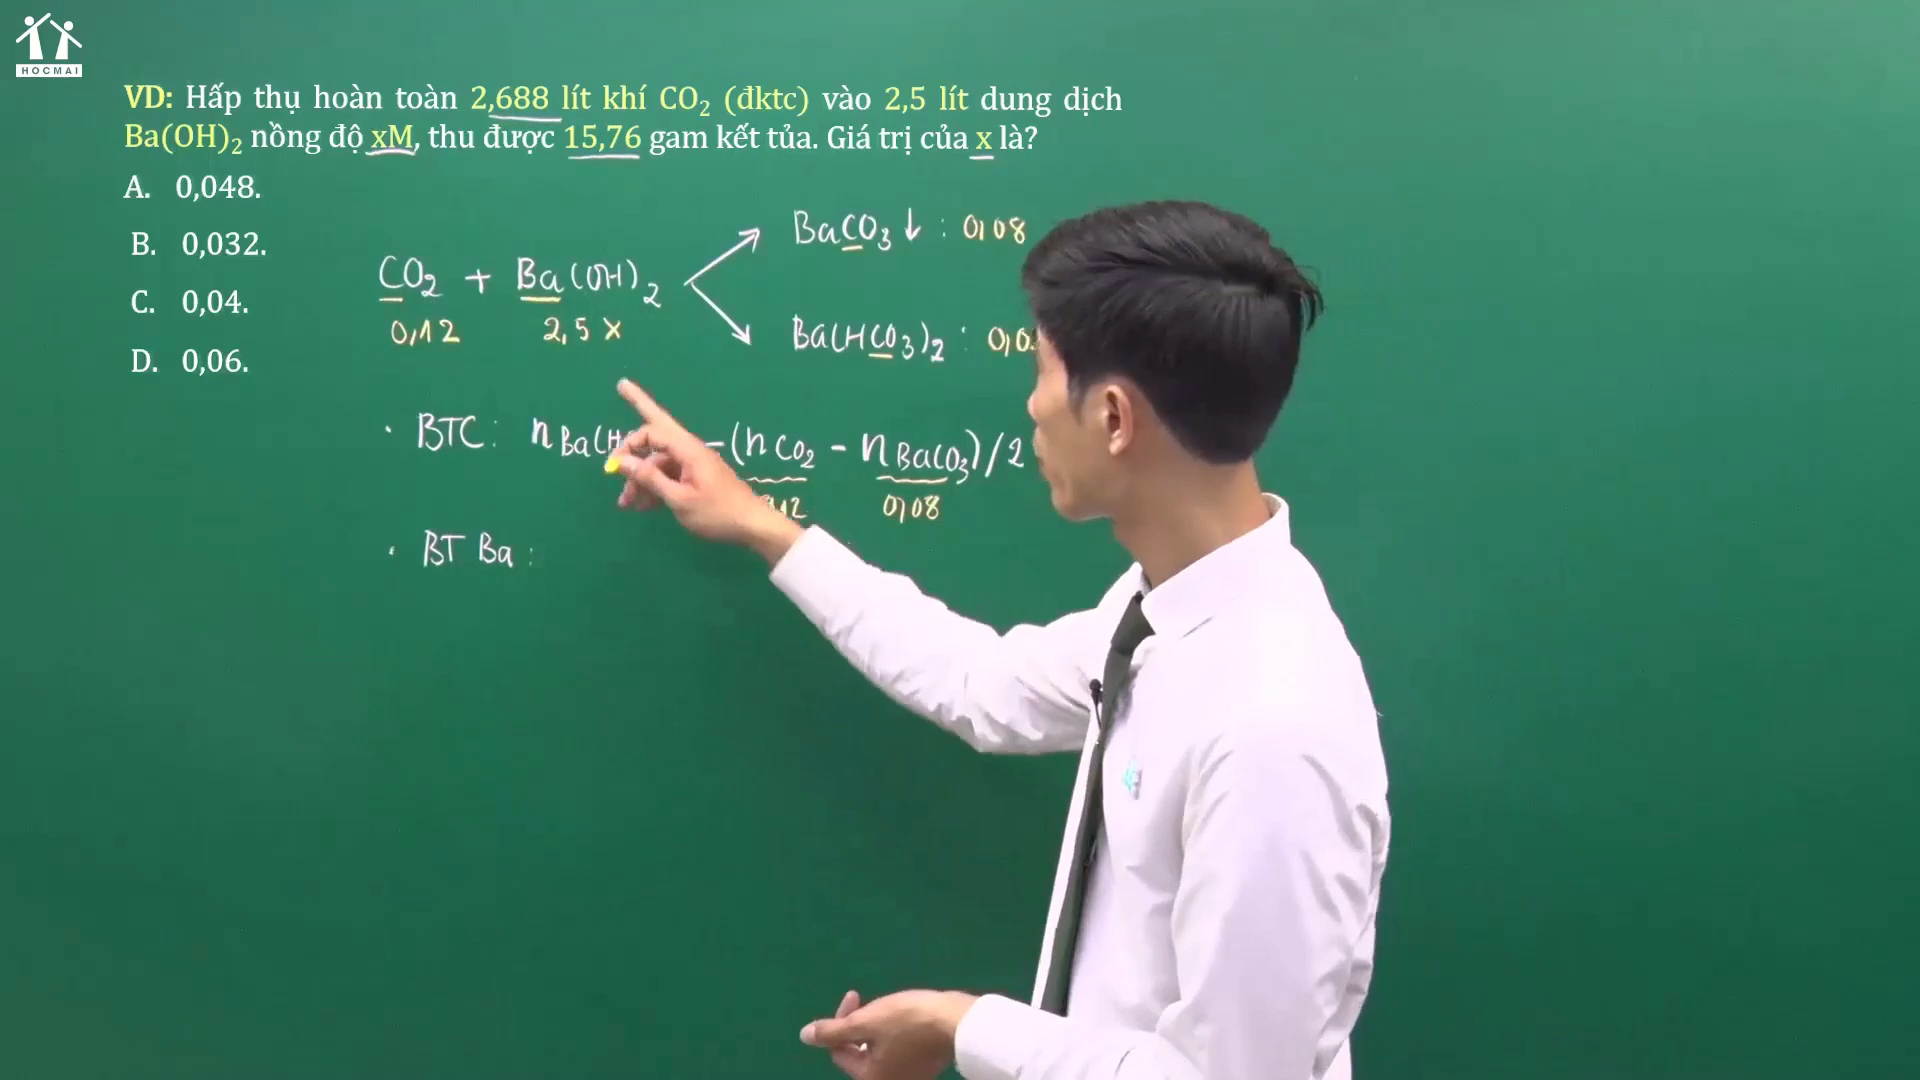 HOCMAI
VD: Hấp thụ hoàn toàn 2,688 lít khí CO₂ (đktc) vào 2,5 lít dung dịch
Ba(OH)₂ nồng độ xM, thu được 15,76 gam kết tủa. Giá trị của x là?
A. 0,048.
B. 0,032.
C. 0,04.
D. 0,06.
BaCO₃↓ : 0,08
CO₂ + Ba(OH)₂
0,12 2,5 x
Ba(HCO₃)₂ :
· BTC: = (nCO₂ - nBaCO₃)/2
0,08
· BT Ba :